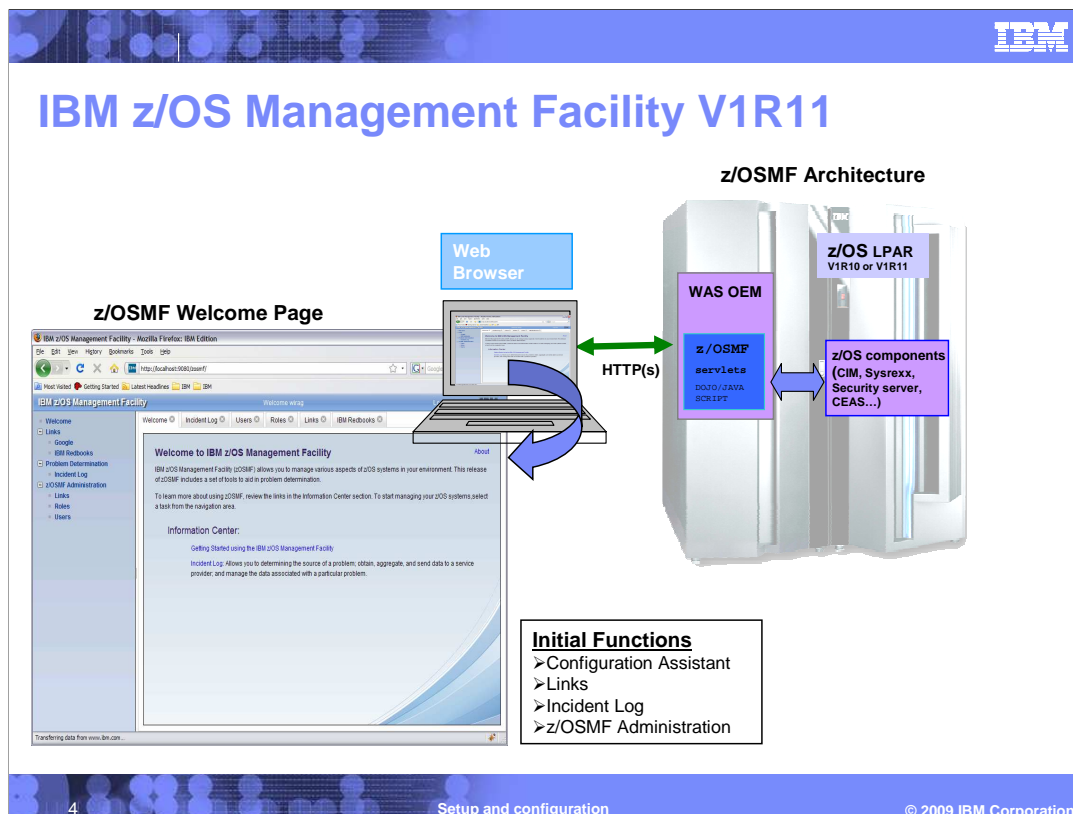 IBM
IBM z/OS Management Facility V1R11
z/OSMF Architecture
IBM
z/OS LPAR
V1R10 or V1R11
Web
Browser
WAS OEM
z/OSMF
servlets
DOJO/JAVA
SCRIPT
HTTP(s)
z/OS components
(CIM, Sysrexx,
Security server,
CEAS...)
z/OSMF Welcome Page
IBM z/OS Management Facility - Mozilla Firefox: IBM Edition
File Edit View History Bookmarks Tools Help
http://localhost:9080/zosmf/
Most Visited Getting Started Latest Headlines IBM IBM
IBM z/OS Management Facility Welcome wsrag
Welcome
Links
Google
IBM Redbooks
Problem Determination
Incident Log
z/OSMF Administration
Links
Roles
Users
Welcome Incident Log Users Roles Links IBM Redbooks
Welcome to IBM z/OS Management Facility About
IBM z/OS Management Facility (z/OSMF) allows you to manage various aspects of z/OS systems in your environment. This release
of z/OSMF includes a set of tools to aid in problem determination.
To learn more about using z/OSMF, review the links in the Information Center section. To start managing your z/OS systems,select
a task from the navigation area.
Information Center:
Getting Started using the IBM z/OS Management Facility
Incident Log: Allows you to determining the source of a problem; obtain, aggregate, and send data to a service
provider; and manage the data associated with a particular problem.
Transferring data from www.ibm.com...
Initial Functions
➢Configuration Assistant
➢Links
➢Incident Log
➢z/OSMF Administration
4
Setup and configuration
© 2009 IBM Corporation